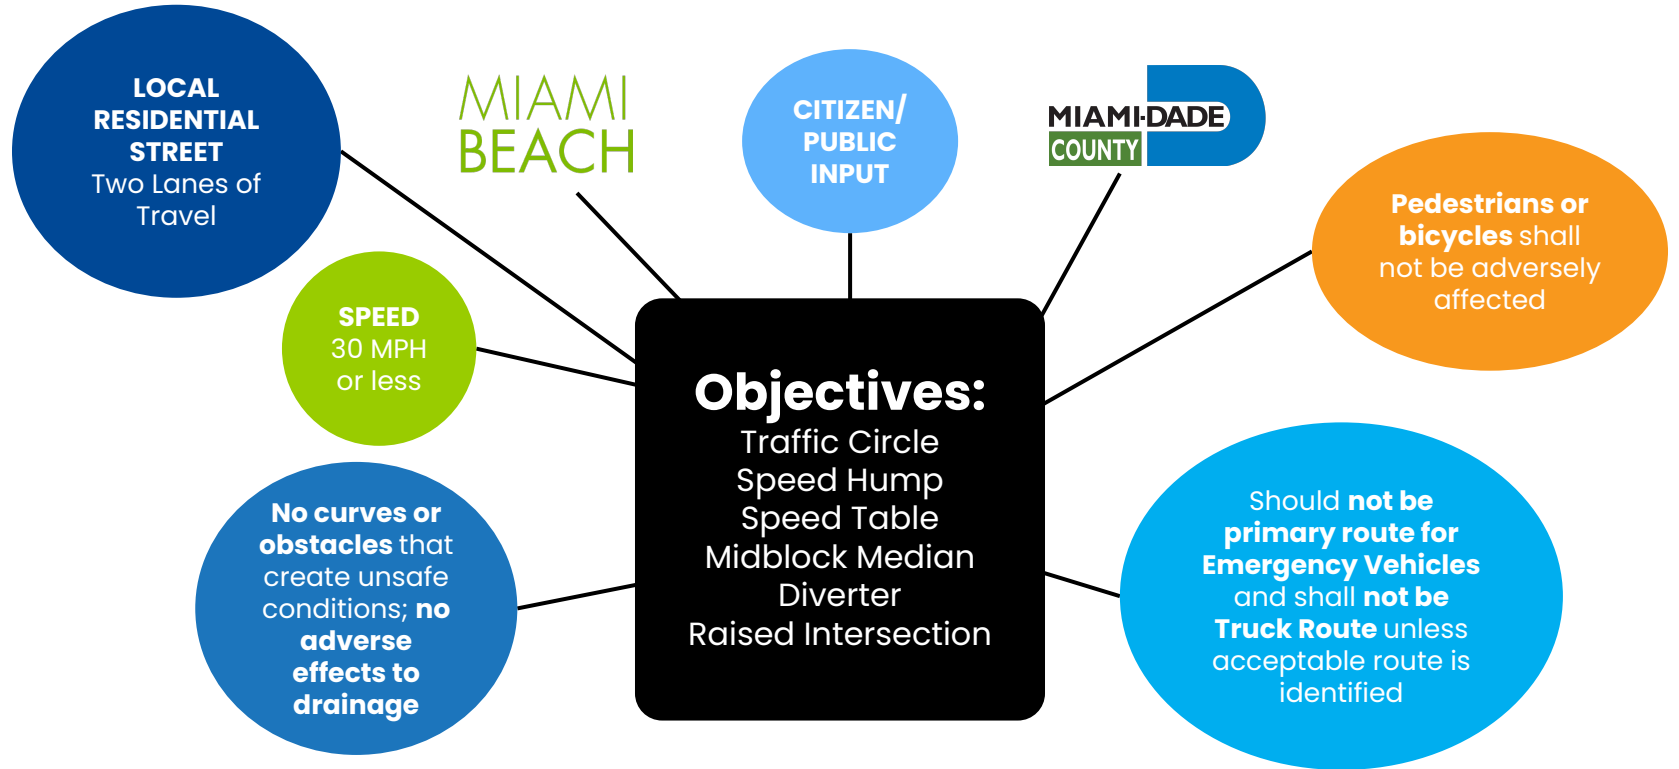 LOCAL
RESIDENTIAL
STREET
Two Lanes of
Travel
MIAMI
BEACH
CITIZEN/
PUBLIC
INPUT
MIAMI-DADE
COUNTY
Pedestrians or
bicycles shall
not be adversely
affected
SPEED
30 MPH
or less
Objectives:
Traffic Circle
Speed Hump
Speed Table
Midblock Median
Diverter
Raised Intersection
No curves or
obstacles that
create unsafe
conditions; no
adverse
effects to
drainage
Should not be
primary route for
Emergency Vehicles
and shall not be
Truck Route unless
acceptable route is
identified